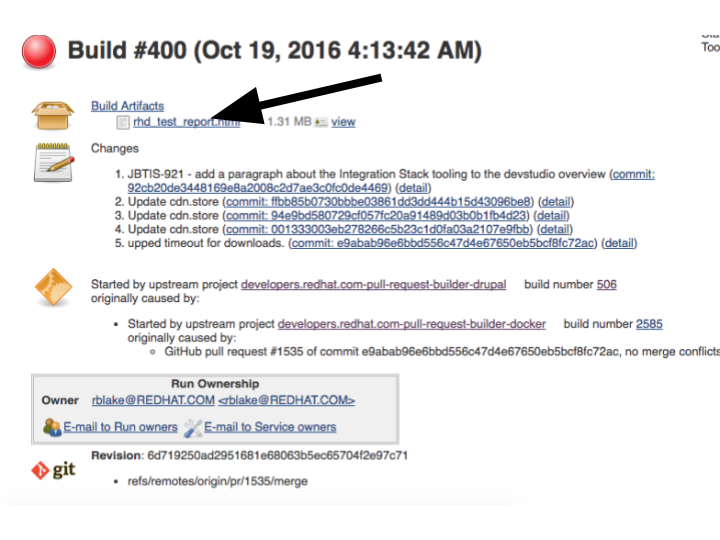 Build #400 (Oct 19, 2016 4:13:42 AM)
Too
Build Artifacts
rhd_test_report.html 1.31 MB view
Changes
1. JBTIS-921 - add a paragraph about the Integration Stack tooling to the devstudio overview (commit:
92cb20de3448169e8a2008c2d7ae3c0fc0de4469) (detail)
2. Update cdn.store (commit: ffbb85b0730bbbe03861dd3dd444b15d43096be8) (detail)
3. Update cdn.store (commit: 94e9bd580729cf057fc20a91489d03b0b1fb4d23) (detail)
4. Update cdn.store (commit: 001333003eb278266c5b23c1d0fa03a2107e9fbb) (detail)
5. upped timeout for downloads. (commit: e9abab96e6bbd556c47d4e67650eb5bcf8fc72ac) (detail)
Started by upstream project developers.redhat.com-pull-request-builder-drupal build number 506
originally caused by:
• Started by upstream project developers.redhat.com-pull-request-builder-docker build number 2585
originally caused by:
◦ GitHub pull request #1535 of commit e9abab96e6bbd556c47d4e67650eb5bcf8fc72ac, no merge conflicts
Run Ownership
Owner rblake@REDHAT.COM <rblake@REDHAT.COM>
E-mail to Run owners E-mail to Service owners
git
Revision: 6d719250ad2951681e68063b5ec65704f2e97c71
• refs/remotes/origin/pr/1535/merge